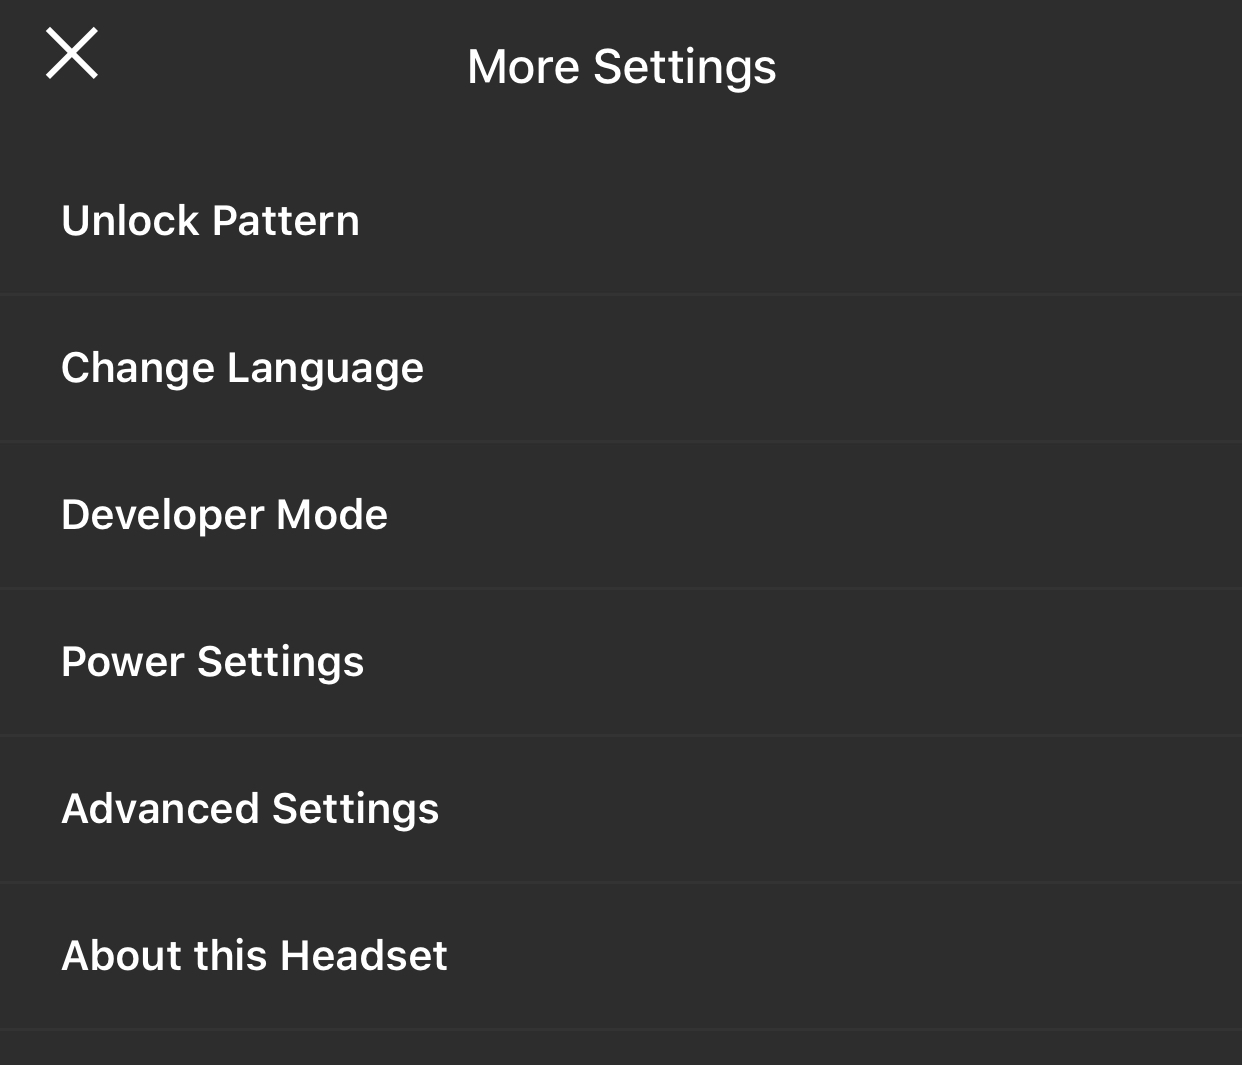 More Settings
Unlock Pattern
Change Language
Developer Mode
Power Settings
Advanced Settings
About this Headset